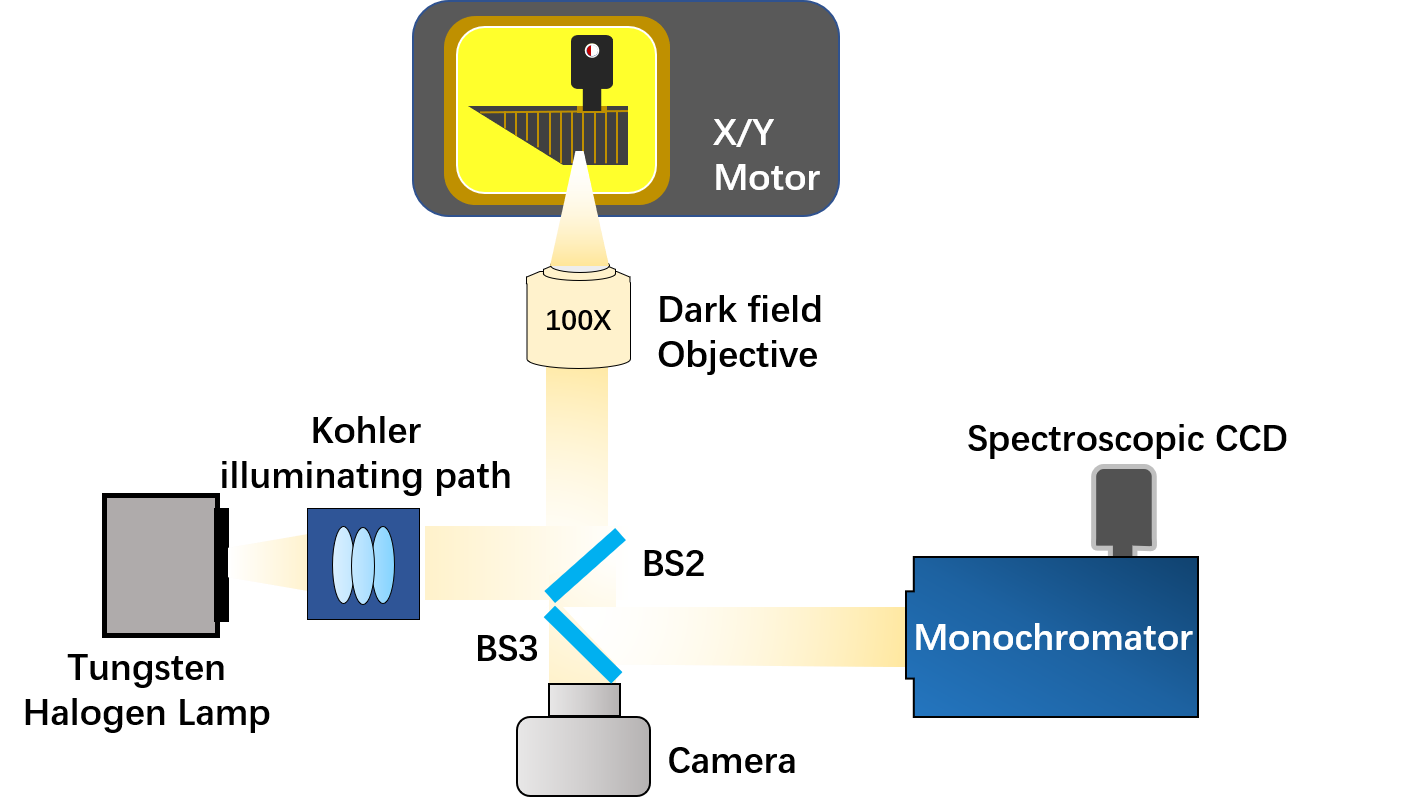 X/Y
Motor
100X
Dark field
Objective
Kohler
illuminating path
Spectroscopic CCD
BS2
BS3
Monochromator
Tungsten
Halogen Lamp
Camera